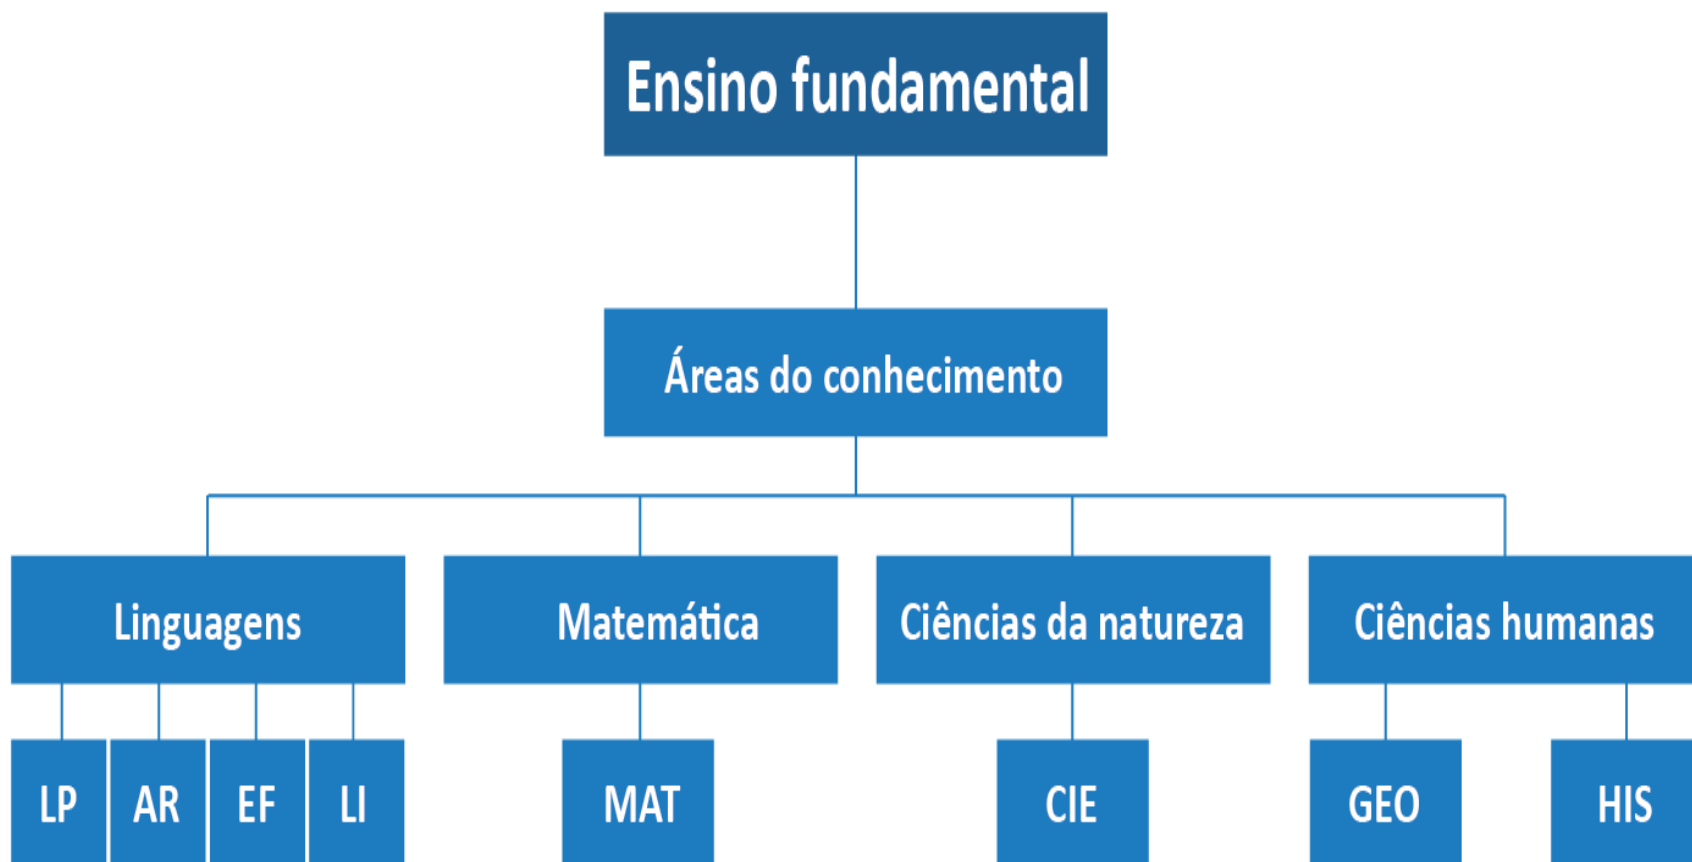 Ensino fundamental
Áreas do conhecimento
Linguagens
Matemática
Ciências da natureza
Ciências humanas
LP
AR
EF
LI
MAT
CIE
GEO
HIS